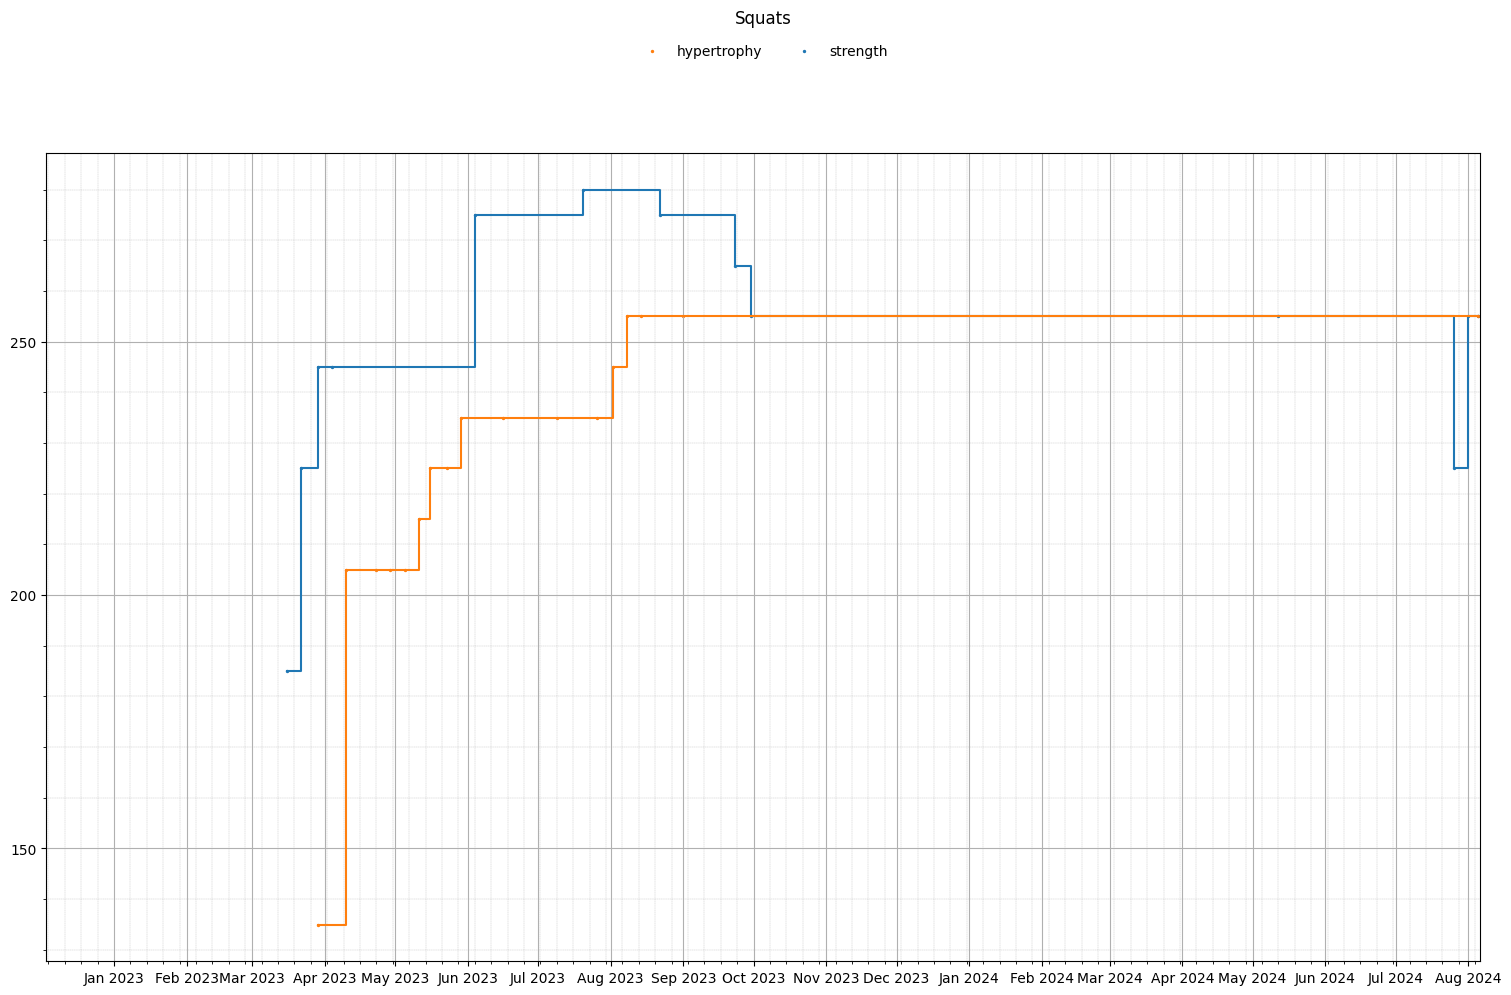 Squats
hypertrophy strength
250
200
150
Jan 2023 Feb 2023 Mar 2023 Apr 2023 May 2023 Jun 2023 Jul 2023 Aug 2023 Sep 2023 Oct 2023 Nov 2023 Dec 2023 Jan 2024 Feb 2024 Mar 2024 Apr 2024 May 2024 Jun 2024 Jul 2024 Aug 2024